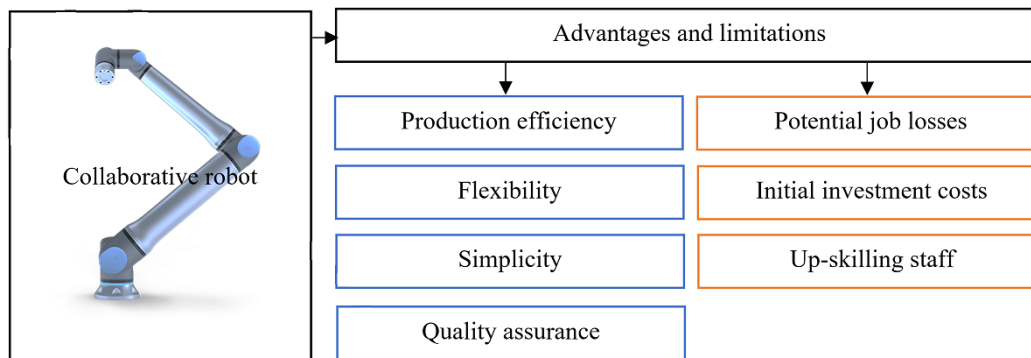 Collaborative robot
Advantages and limitations
Production efficiency
Flexibility
Simplicity
Quality assurance
Potential job losses
Initial investment costs
Up-skilling staff